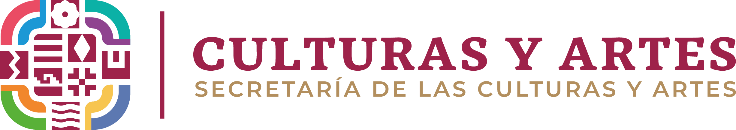 CULTURAS Y ARTES
SECRETARÍA DE LAS CULTURAS Y ARTES